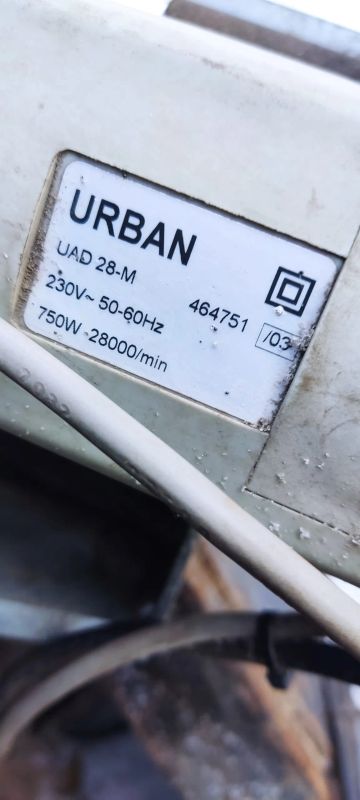 URBAN
UAD 28-M
230V~ 50-60Hz 464751 /03
750W 28000/min